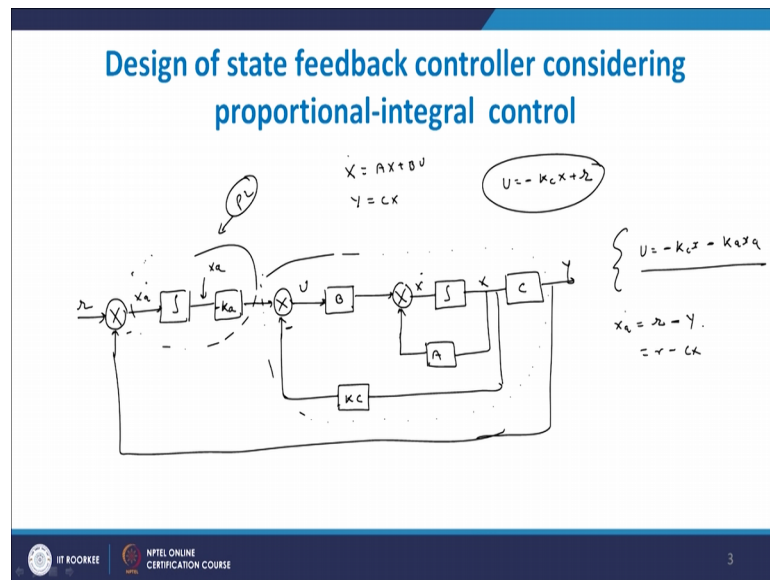 Design of state feedback controller considering
proportional-integral control
Ẋ = AX+BU
Y = CX
U = - Kcx + r
PI
U = -Kcx - Kaxa
ẋa = r - Y.
= r - cx
r
X
ẋa
∫
xa
-Ka
X
U
B
X
ẋ
∫
X
C
Y
A
KC
IIT ROORKEE
NPTEL ONLINE
CERTIFICATION COURSE
3